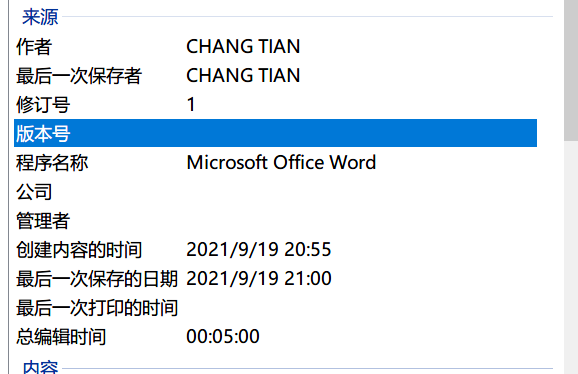 来源
作者 CHANG TIAN
最后一次保存者 CHANG TIAN
修订号 1
版本号
程序名称 Microsoft Office Word
公司
管理者
创建内容的时间 2021/9/19 20:55
最后一次保存的日期 2021/9/19 21:00
最后一次打印的时间
总编辑时间 00:05:00
内容